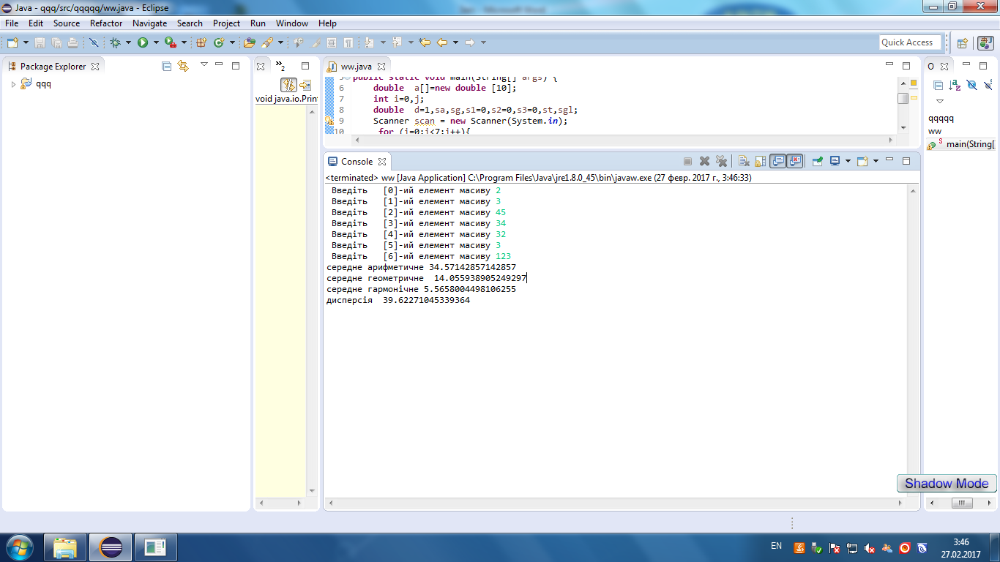 Java - qqq/src/qqqqq/ww.java - Eclipse
File Edit Source Refactor Navigate Search Project Run Window Help
Quick Access
Package Explorer
qqq
»2
void java.io.Prin
ww.java
5 public static void main(String[] args) {
6 double a[]=new double [10];
7 int i=0,j;
8 double d=1,sa,sg,s1=0,s2=0,s3=0,st,sgl;
9 Scanner scan = new Scanner(System.in);
10 for (i=0;i<7;i++){
O
qqqqq
ww
S main(String[
Console
<terminated> ww [Java Application] C:\Program Files\Java\jre1.8.0_45\bin\javaw.exe (27 февр. 2017 г., 3:46:33)
Введіть [0]-ий елемент масиву 2
Введіть [1]-ий елемент масиву 3
Введіть [2]-ий елемент масиву 45
Введіть [3]-ий елемент масиву 34
Введіть [4]-ий елемент масиву 32
Введіть [5]-ий елемент масиву 3
Введіть [6]-ий елемент масиву 123
середне арифметичне 34.57142857142857
середне геометричне 14.055938905249297
середне гармонічне 5.5658004498106255
дисперсія 39.62271045339364
Shadow Mode
EN
3:46
27.02.2017